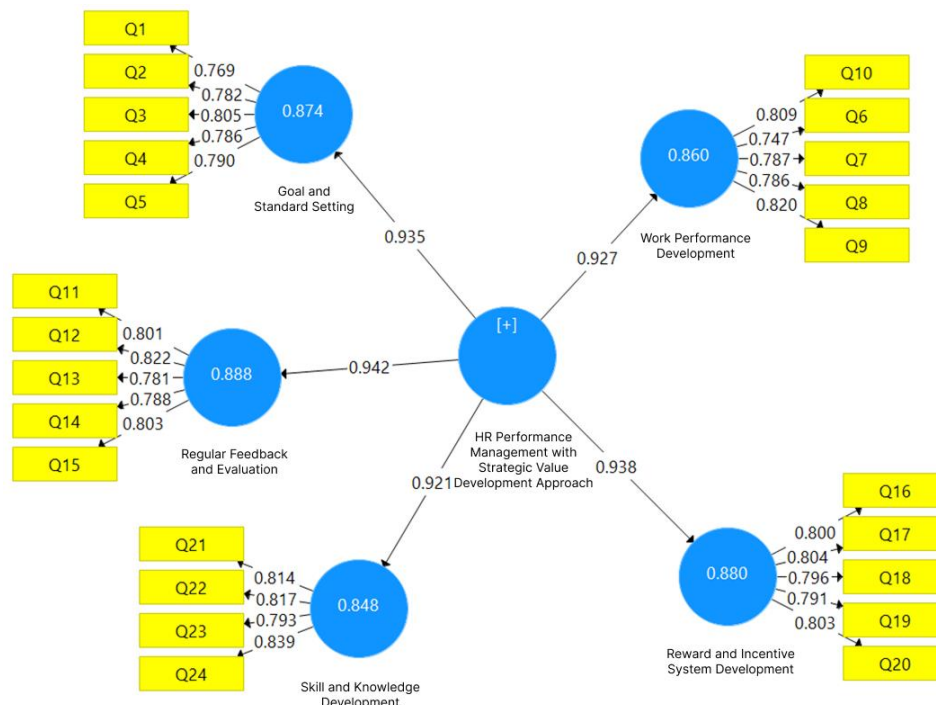 Q1
Q2
Q3
Q4
Q5
0.769
0.782
0.805
0.786
0.790
0.874
Goal and
Standard Setting
0.935
Q10
Q6
Q7
Q8
Q9
0.809
0.747
0.787
0.786
0.820
0.860
Work Performance
Development
0.927
Q11
Q12
Q13
Q14
Q15
0.801
0.822
0.781
0.788
0.803
0.888
Regular Feedback
and Evaluation
0.942
[+]
HR Performance
Management with
Strategic Value
Development Approach
0.921
0.938
Q21
Q22
Q23
Q24
0.814
0.817
0.793
0.839
0.848
Skill and Knowledge
Development
Q16
Q17
Q18
Q19
Q20
0.800
0.804
0.796
0.791
0.803
0.880
Reward and Incentive
System Development